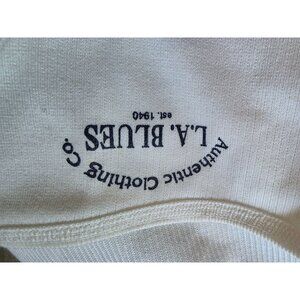 est. 1940
L.A. BLUES
Authentic Clothing Co.